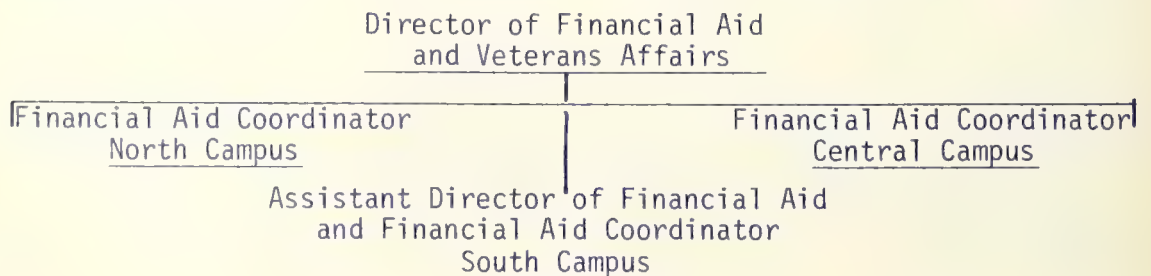 Director of Financial Aid
and Veterans Affairs
Financial Aid Coordinator
North Campus
Financial Aid Coordinator
Central Campus
Assistant Director of Financial Aid
and Financial Aid Coordinator
South Campus